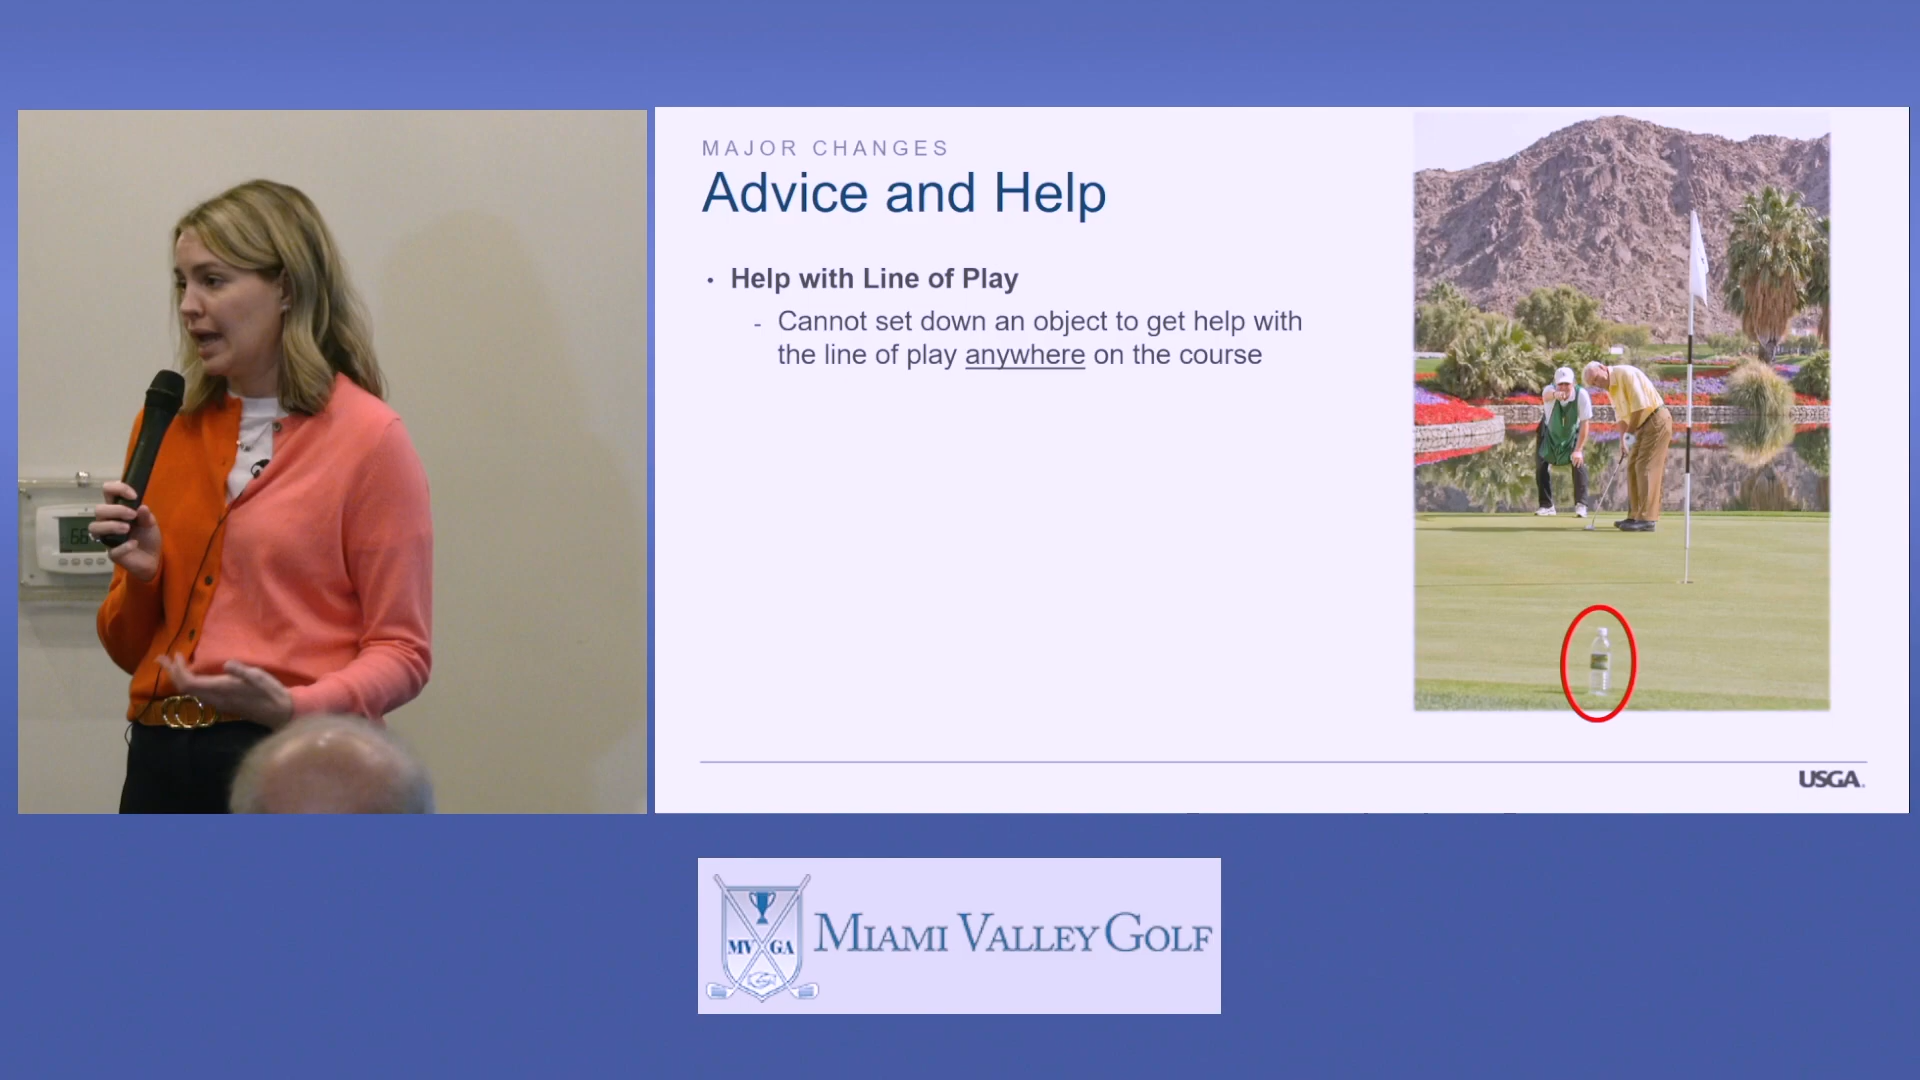 MAJOR CHANGES
Advice and Help
• Help with Line of Play
- Cannot set down an object to get help with
the line of play anywhere on the course
USGA.
MV GA
MIAMI VALLEY GOLF